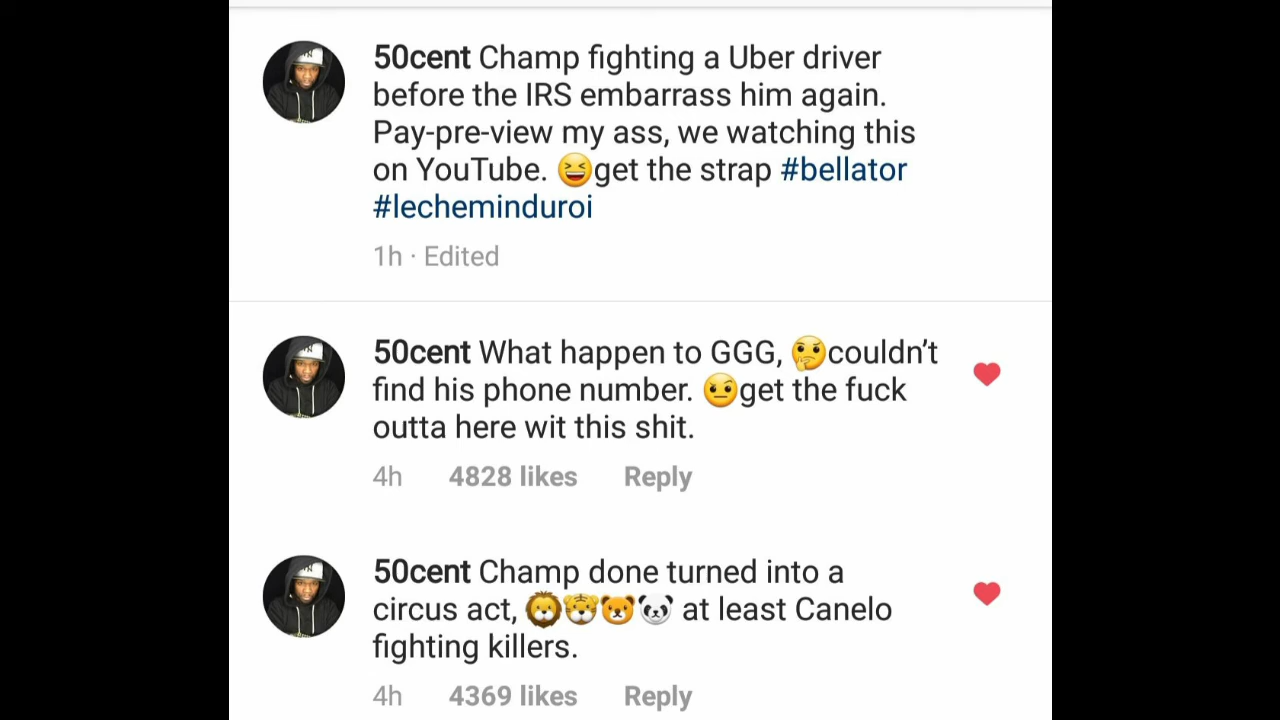 50cent Champ fighting a Uber driver
before the IRS embarrass him again.
Pay-pre-view my ass, we watching this
on YouTube. 😆get the strap #bellator
#lecheminduroi
1h · Edited
50cent What happen to GGG, 🤔couldn’t
find his phone number. 🤨get the fuck
outta here wit this shit.
4h 4828 likes Reply
50cent Champ done turned into a
circus act, 🦁🐯🐻🐼 at least Canelo
fighting killers.
4h 4369 likes Reply